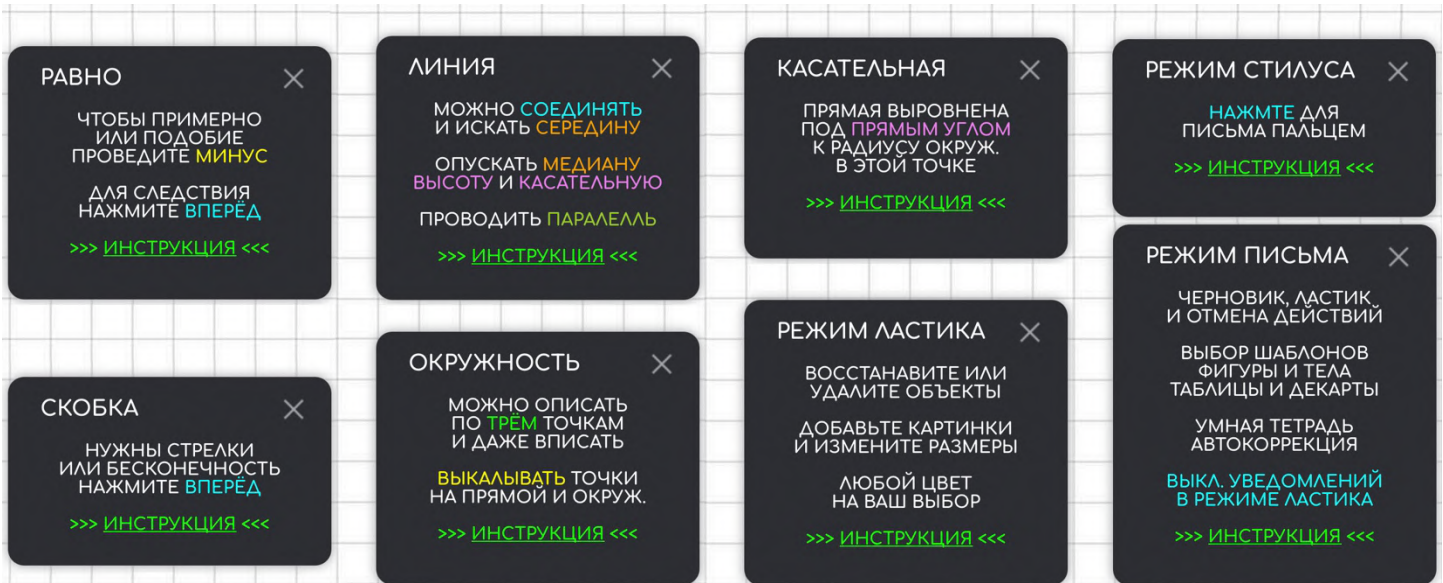 РАВНО
ЧТОБЫ ПРИМЕРНО
ИЛИ ПОДОБИЕ
ПРОВЕДИТЕ МИНУС
ДЛЯ СЛЕДСТВИЯ
НАЖМИТЕ ВПЕРЁД
>>> ИНСТРУКЦИЯ <<<
СКОБКА
НУЖНЫ СТРЕЛКИ
ИЛИ БЕСКОНЕЧНОСТЬ
НАЖМИТЕ ВПЕРЁД
>>> ИНСТРУКЦИЯ <<<
ЛИНИЯ
МОЖНО СОЕДИНЯТЬ
И ИСКАТЬ СЕРЕДИНУ
ОПУСКАТЬ МЕДИАНУ
ВЫСОТУ И КАСАТЕЛЬНУЮ
ПРОВОДИТЬ ПАРАЛЕЛЛЬ
>>> ИНСТРУКЦИЯ <<<
ОКРУЖНОСТЬ
МОЖНО ОПИСАТЬ
ПО ТРЁМ ТОЧКАМ
И ДАЖЕ ВПИСАТЬ
ВЫКАЛЫВАТЬ ТОЧКИ
НА ПРЯМОЙ И ОКРУЖ.
>>> ИНСТРУКЦИЯ <<<
КАСАТЕЛЬНАЯ
ПРЯМАЯ ВЫРОВНЕНА
ПОД ПРЯМЫМ УГЛОМ
К РАДИУСУ ОКРУЖ.
В ЭТОЙ ТОЧКЕ
>>> ИНСТРУКЦИЯ <<<
РЕЖИМ ЛАСТИКА
ВОССТАНАВИТЕ ИЛИ
УДАЛИТЕ ОБЪЕКТЫ
ДОБАВЬТЕ КАРТИНКИ
И ИЗМЕНИТЕ РАЗМЕРЫ
ЛЮБОЙ ЦВЕТ
НА ВАШ ВЫБОР
>>> ИНСТРУКЦИЯ <<<
РЕЖИМ СТИЛУСА
НАЖМТЕ ДЛЯ
ПИСЬМА ПАЛЬЦЕМ
>>> ИНСТРУКЦИЯ <<<
РЕЖИМ ПИСЬМА
ЧЕРНОВИК, ЛАСТИК
И ОТМЕНА ДЕЙСТВИЙ
ВЫБОР ШАБЛОНОВ
ФИГУРЫ И ТЕЛА
ТАБЛИЦЫ И ДЕКАРТЫ
УМНАЯ ТЕТРАДЬ
АВТОКОРРЕКЦИЯ
ВЫКЛ. УВЕДОМЛЕНИЙ
В РЕЖИМЕ ЛАСТИКА
>>> ИНСТРУКЦИЯ <<<